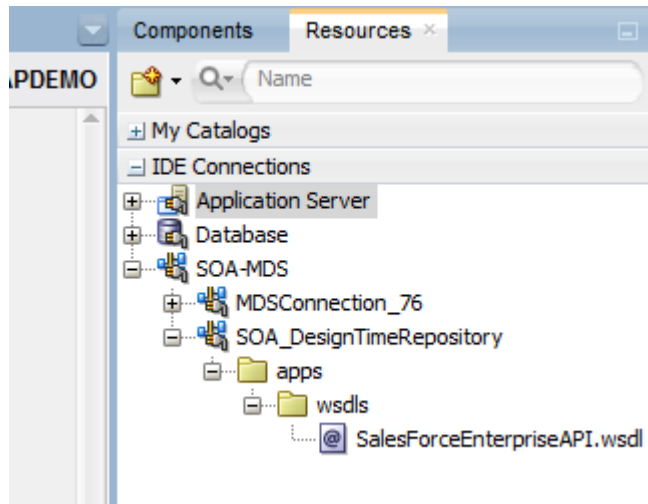 Components Resources
APDEMO Name
My Catalogs
IDE Connections
Application Server
Database
SOA-MDS
MDSConnection_76
SOA_DesignTimeRepository
apps
wsdls
SalesForceEnterpriseAPI.wsdl